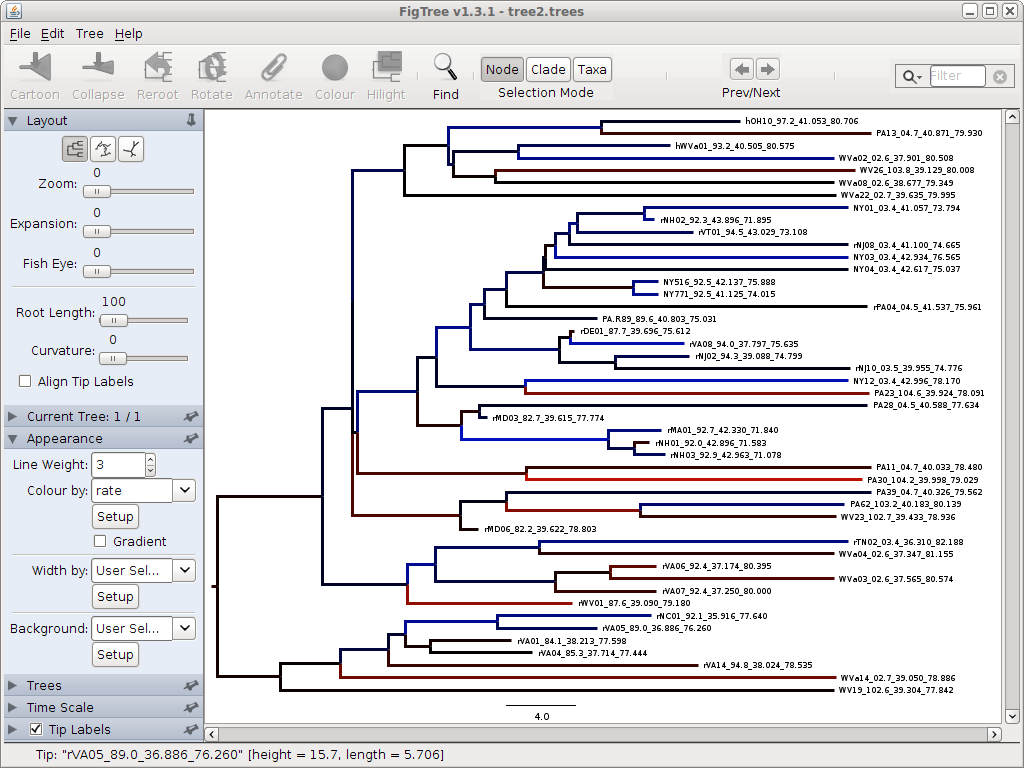 FigTree v1.3.1 - tree2.trees
File Edit Tree Help
Cartoon Collapse Reroot Rotate Annotate Colour Hilight Find
Node Clade Taxa
Selection Mode
Prev/Next
Filter
Layout
Zoom: 0
Expansion: 0
Fish Eye: 0
Root Length: 100
Curvature: 0
Align Tip Labels
Current Tree: 1 / 1
Appearance
Line Weight: 3
Colour by: rate
Setup
Gradient
Width by: User Sel...
Setup
Background: User Sel...
Setup
Trees
Time Scale
Tip Labels
hOH10_97.2_41.053_80.706
PA13_04.7_40.871_79.930
hWVa01_93.2_40.505_80.575
WVa02_02.6_37.901_80.508
WV26_103.8_39.129_80.008
WVa08_02.6_38.677_79.349
WVa22_02.7_39.635_79.995
NY01_03.4_41.057_73.794
rNH02_92.3_43.896_71.895
rVT01_94.5_43.029_73.108
rNJ08_03.4_41.100_74.665
NY03_03.4_42.934_76.565
NY04_03.4_42.617_75.037
NY516_92.5_42.137_75.888
NY771_92.5_41.125_74.015
rPA04_04.5_41.537_75.961
PA.R89_89.6_40.803_75.031
rDE01_87.7_39.696_75.612
rVA08_94.0_37.797_75.635
rNJ02_94.3_39.088_74.799
rNJ10_03.5_39.955_74.776
NY12_03.4_42.996_78.170
PA23_104.6_39.924_78.091
PA28_04.5_40.588_77.634
rMD03_82.7_39.615_77.774
rMA01_92.7_42.330_71.840
rNH01_92.0_42.896_71.583
rNH03_92.9_42.963_71.078
PA11_04.7_40.033_78.480
PA30_104.2_39.998_79.029
PA39_04.7_40.326_79.562
PA62_103.2_40.183_80.139
WV23_102.7_39.433_78.936
rMD06_82.2_39.622_78.803
rTN02_03.4_36.310_82.188
WVa04_02.6_37.347_81.155
rVA06_92.4_37.174_80.395
WVa03_02.6_37.565_80.574
rVA07_92.4_37.250_80.000
rWV01_87.6_39.090_79.180
rNC01_92.1_35.916_77.640
rVA05_89.0_36.886_76.260
rVA01_84.1_38.213_77.598
rVA04_85.3_37.714_77.444
rVA14_94.8_38.024_78.535
WVa14_02.7_39.050_78.886
WV19_102.6_39.304_77.842
4.0
Tip: "rVA05_89.0_36.886_76.260" [height = 15.7, length = 5.706]